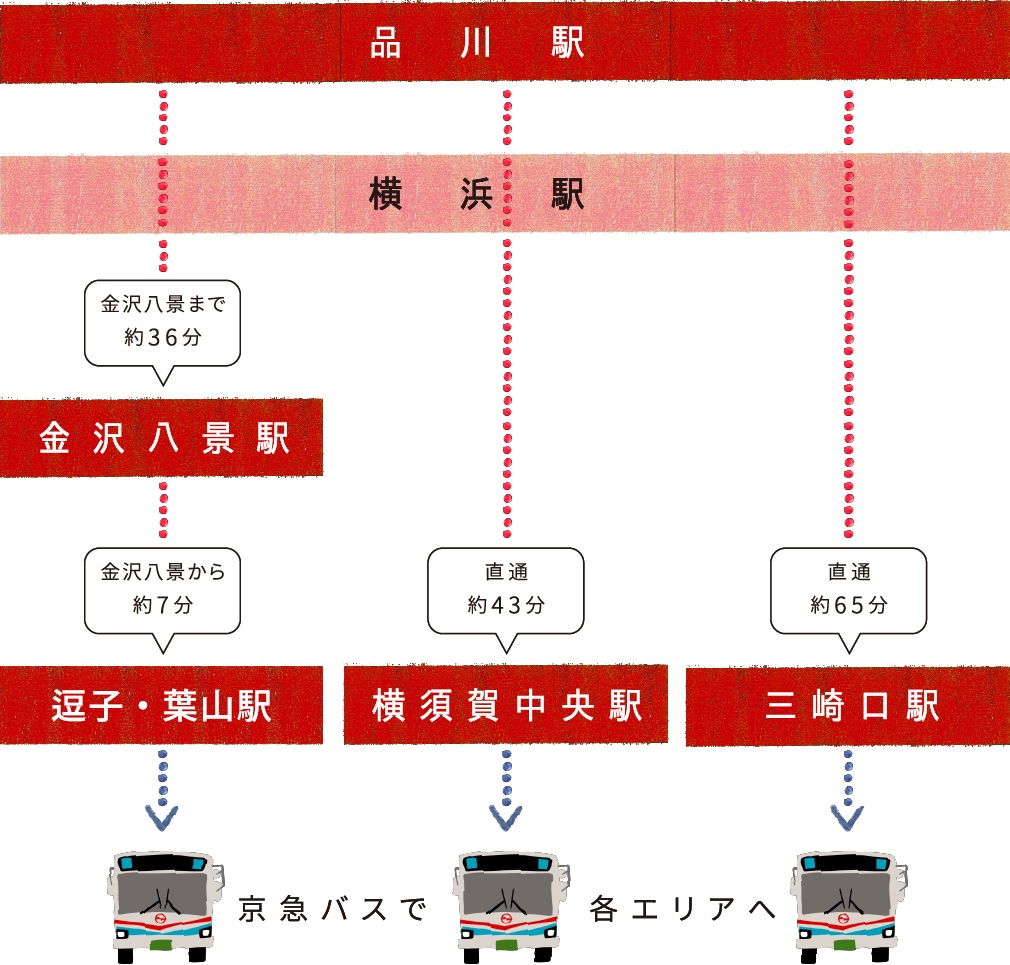 品川駅
横浜駅
金沢八景まで
約36分
金沢八景駅
金沢八景から
約7分
直通
約43分
直通
約65分
逗子・葉山駅
横須賀中央駅
三崎口駅
京急バスで
各エリアへ